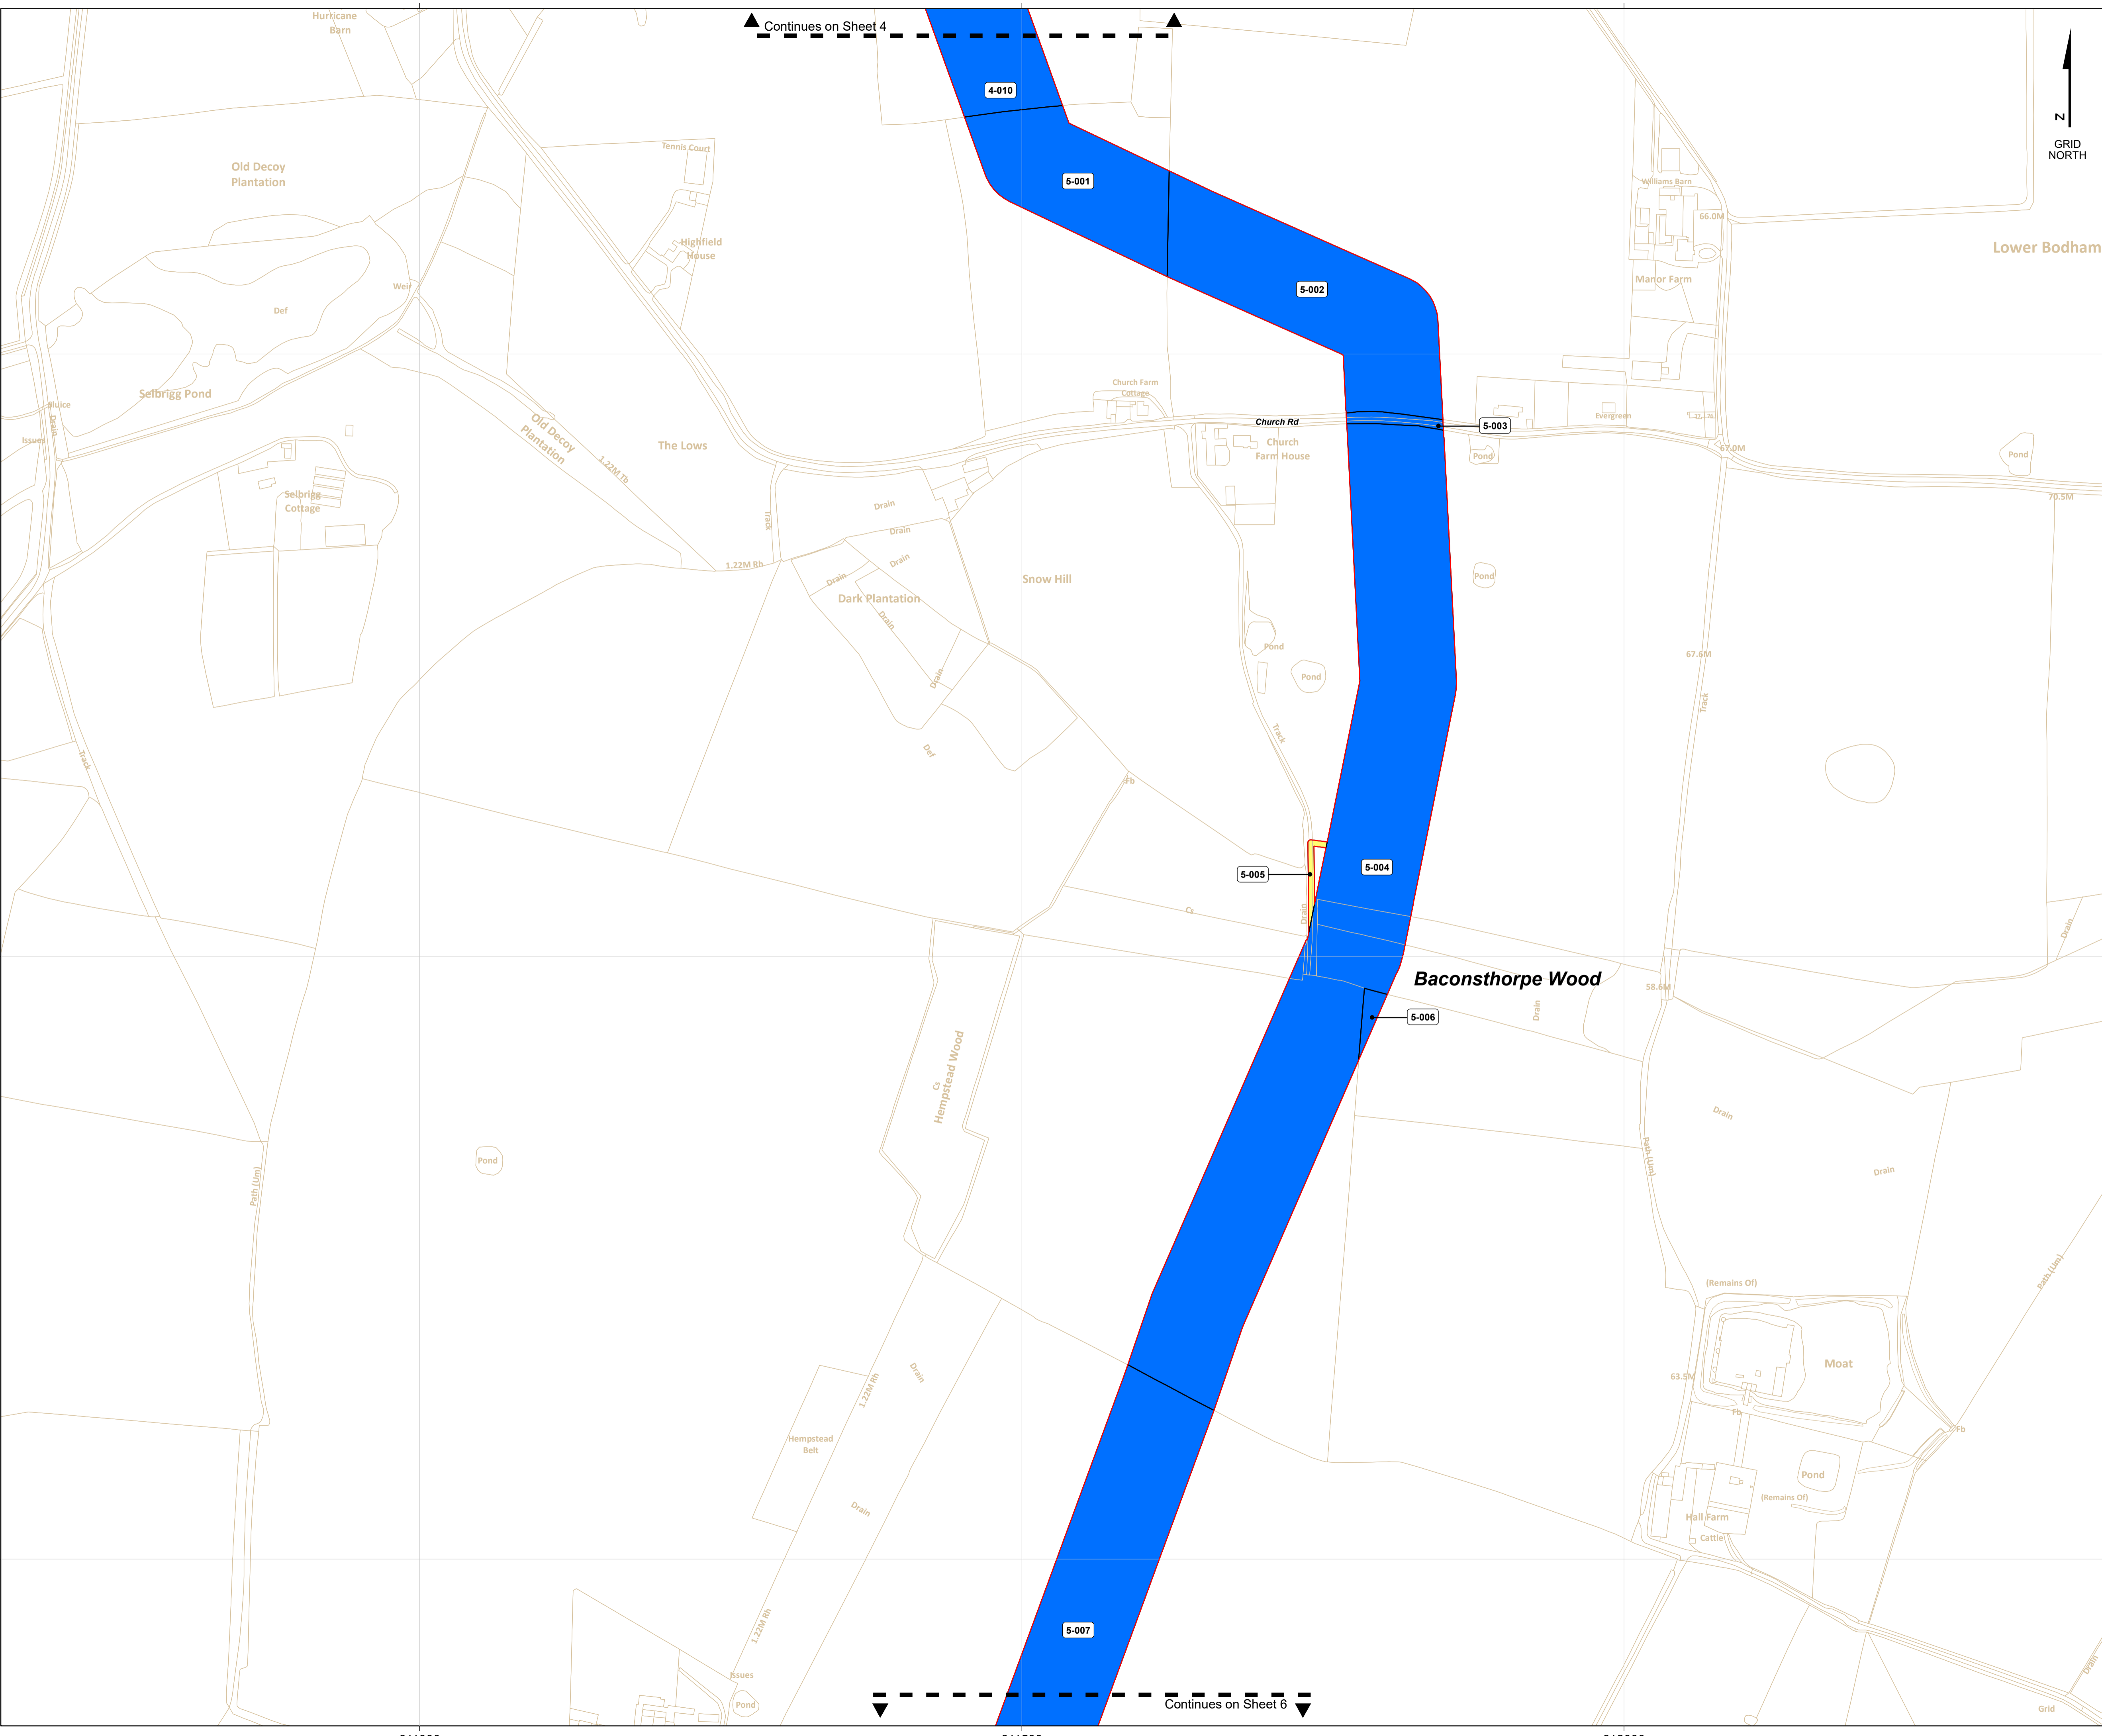 Hurricane
Barn
Continues on Sheet 4
4-010
N
GRID
NORTH
Old Decoy
Plantation
Tennis Court
5-001
Williams Barn
66.0M
Lower Bodham
Highfield
House
Weir
Def
5-002
Manor Farm
Selbrigg Pond
Sluice
Drain
Issues
Old Decoy
Plantation
The Lows
1.22M Tb
Church Farm
Cottage
Church Rd
Church
Farm House
5-003
Evergreen
67.0M
Pond
Pond
70.5M
Selbrigg
Cottage
Track
Drain
Drain
Drain
Drain
1.22M Rh
Dark Plantation
Drain
Drain
Snow Hill
Pond
Pond
Pond
67.6M
Track
Track
Track
Def
Fb
5-004
5-005
Cs
Drain
Drain
Baconsthorpe Wood
58.6M
Drain
5-006
Cs
Hempstead Wood
Drain
Path (Um)
Drain
Pond
Path (Um)
Path (Um)
(Remains Of)
Moat
63.5M
Drain
1.22M Rh
Fb
Fb
Hempstead
Belt
Pond
(Remains Of)
Drain
Hall Farm
Cattle
1.22M Rh
5-007
Issues
Pond
Drain
Continues on Sheet 6
Grid